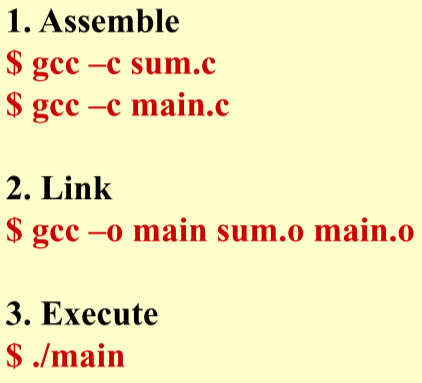 1. Assemble
$ gcc –c sum.c
$ gcc –c main.c
2. Link
$ gcc –o main sum.o main.o
3. Execute
$ ./main